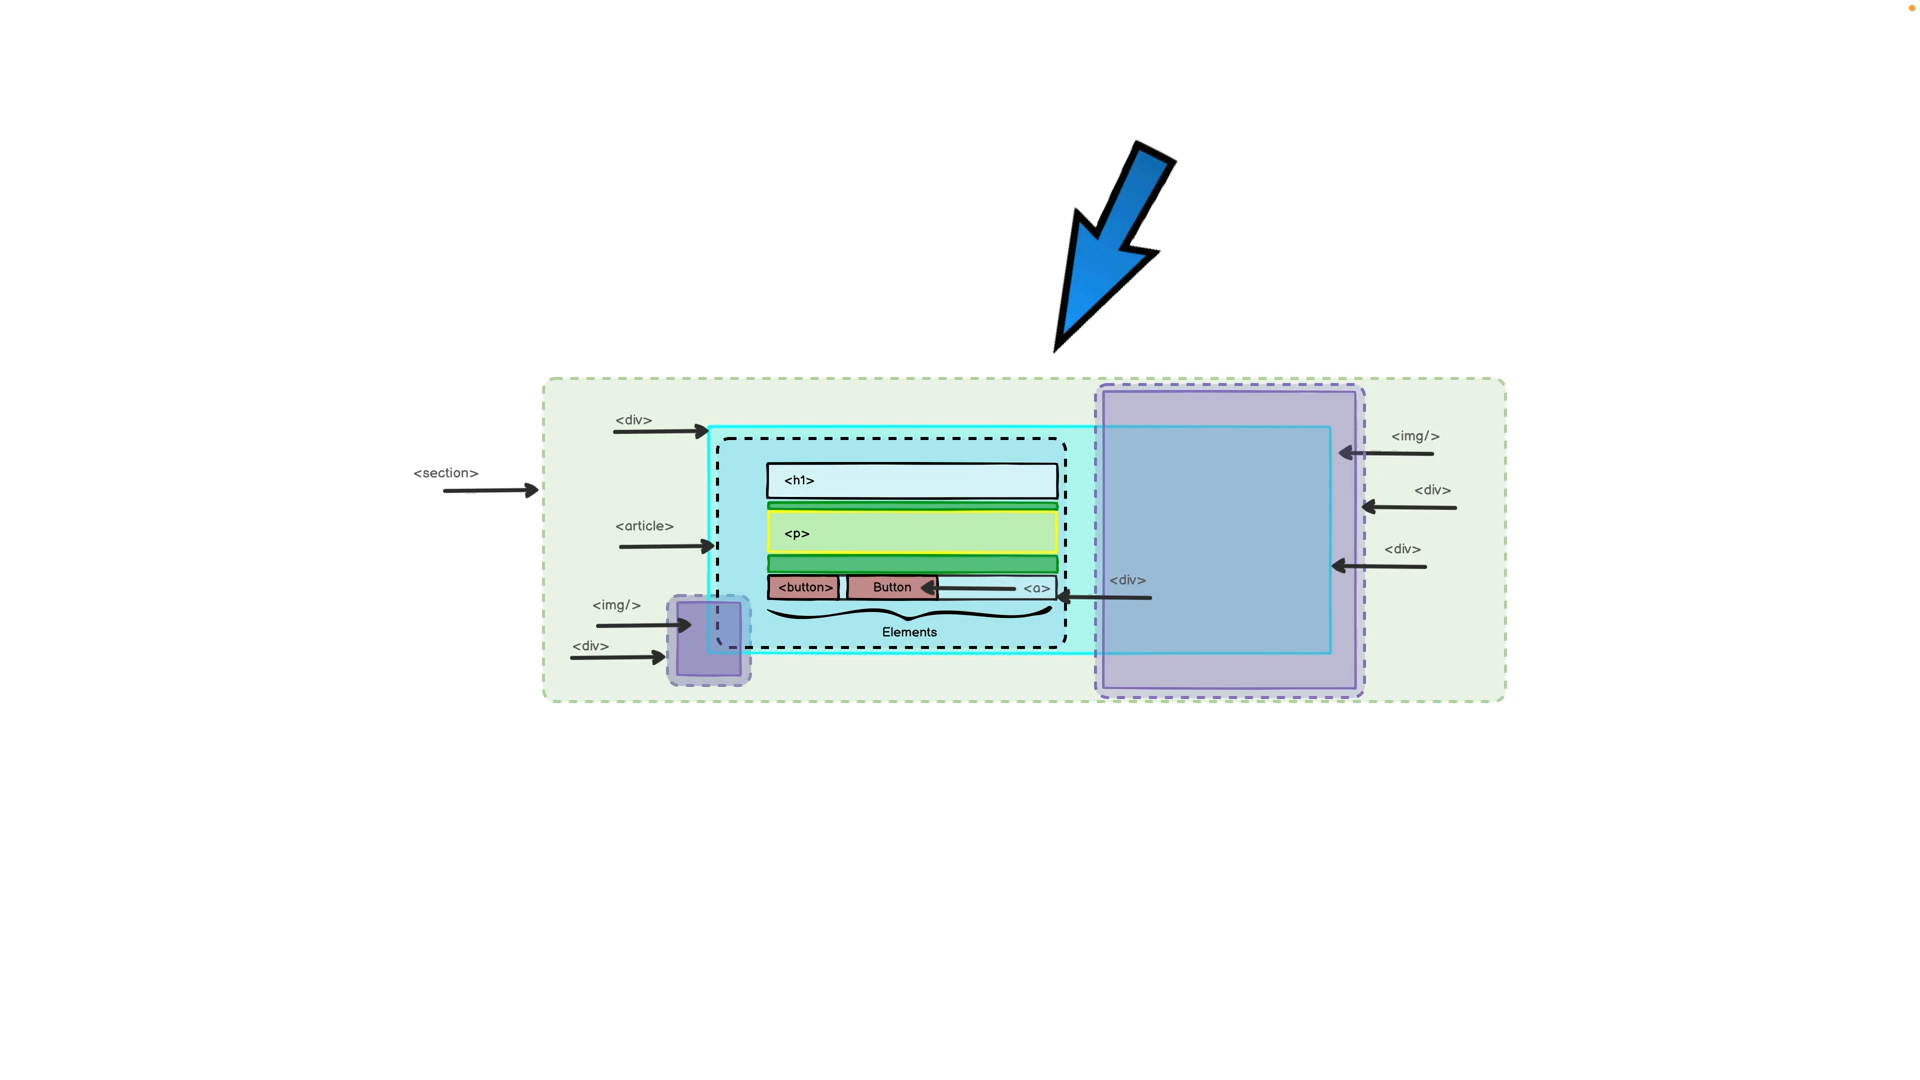 <div>
<img/>
<section>
<h1>
<div>
<article>
<p>
<div>
<button>
Button
<a>
<div>
<img/>
Elements
<div>